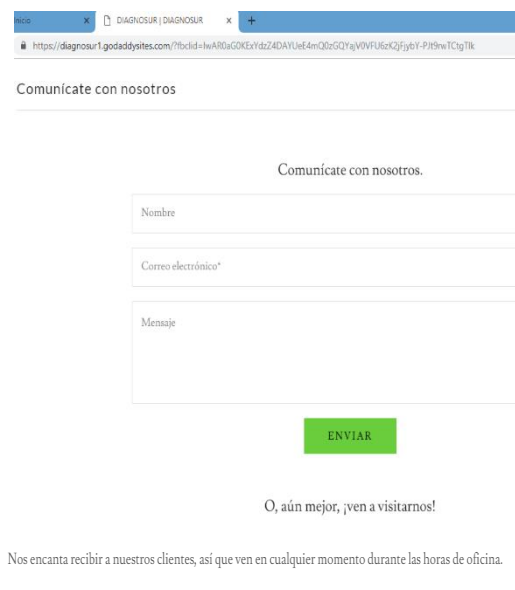 Inicio
DIAGNOSUR | DIAGNOSUR
https://diagnosur1.godaddysites.com/?fbclid=IwAR0aG0KExYdzZ4DAYUeE4mQ0zGQYajV0VFU6zK2jFjybY-PJt9rwTCtgTlk
Comunícate con nosotros
Comunícate con nosotros.
Nombre
Correo electrónico*
Mensaje
ENVIAR
O, aún mejor, ¡ven a visitarnos!
Nos encanta recibir a nuestros clientes, así que ven en cualquier momento durante las horas de oficina.